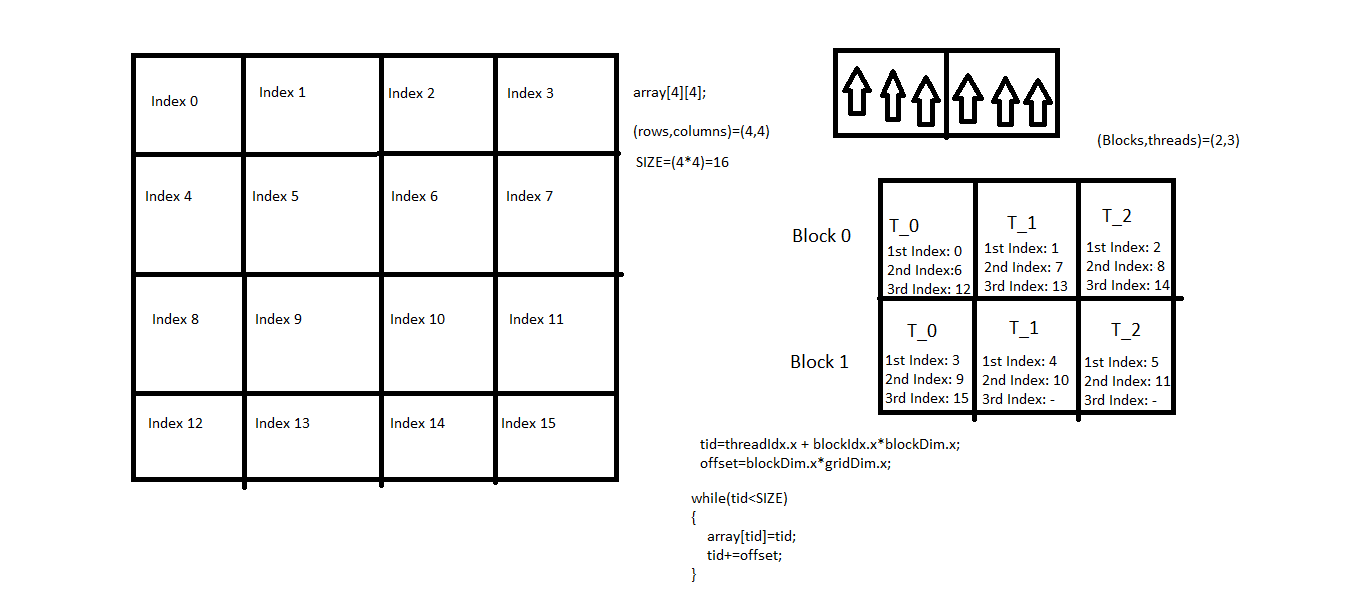 Index 0
Index 1
Index 2
Index 3
Index 4
Index 5
Index 6
Index 7
Index 8
Index 9
Index 10
Index 11
Index 12
Index 13
Index 14
Index 15
array[4][4];
(rows,columns)=(4,4)
SIZE=(4*4)=16
(Blocks,threads)=(2,3)
Block 0
T_0
1st Index: 0
2nd Index:6
3rd Index: 12
T_1
1st Index: 1
2nd Index: 7
3rd Index: 13
T_2
1st Index: 2
2nd Index: 8
3rd Index: 14
Block 1
T_0
1st Index: 3
2nd Index: 9
3rd Index: 15
T_1
1st Index: 4
2nd Index: 10
3rd Index: -
T_2
1st Index: 5
2nd Index: 11
3rd Index: -
tid=threadIdx.x + blockIdx.x*blockDim.x;
offset=blockDim.x*gridDim.x;
while(tid<SIZE)
{
array[tid]=tid;
tid+=offset;
}